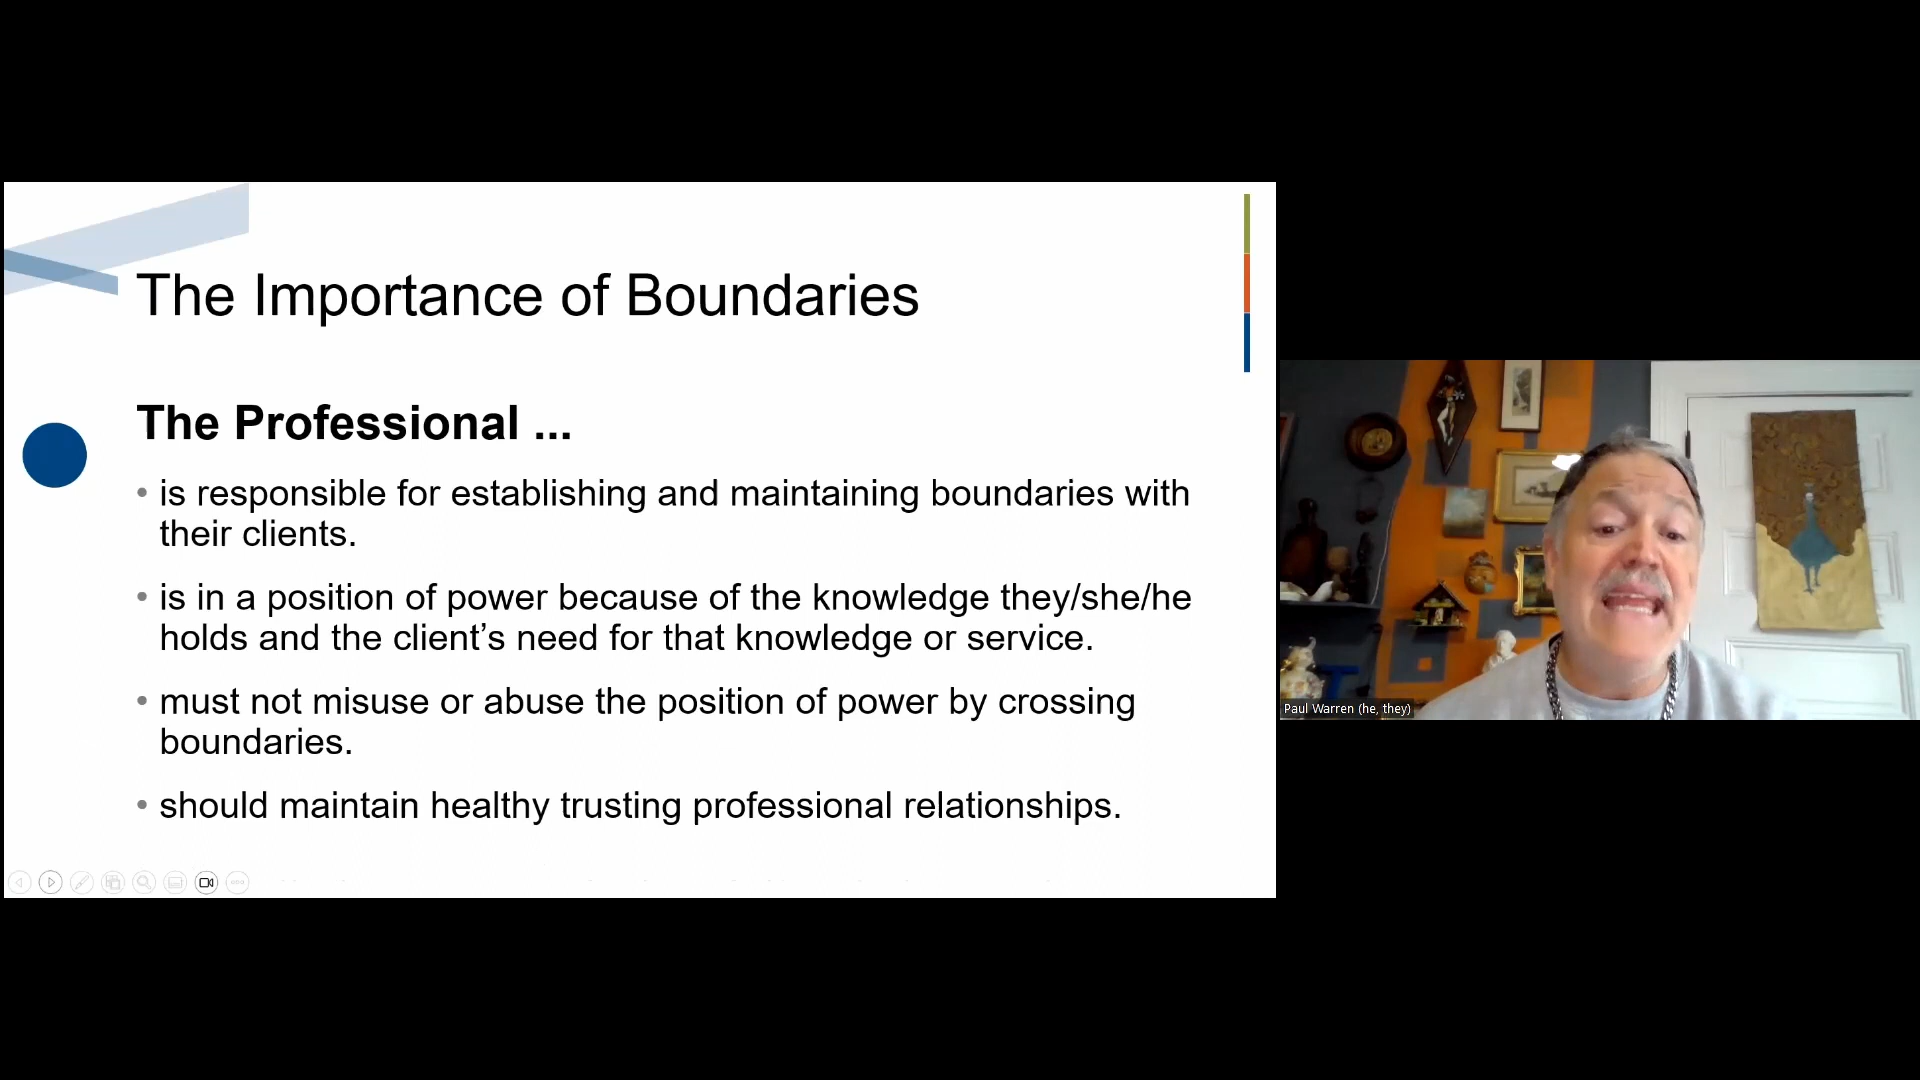 The Importance of Boundaries
The Professional ...
• is responsible for establishing and maintaining boundaries with
their clients.
• is in a position of power because of the knowledge they/she/he
holds and the client’s need for that knowledge or service.
• must not misuse or abuse the position of power by crossing
boundaries.
• should maintain healthy trusting professional relationships.
Paul Warren (he, they)